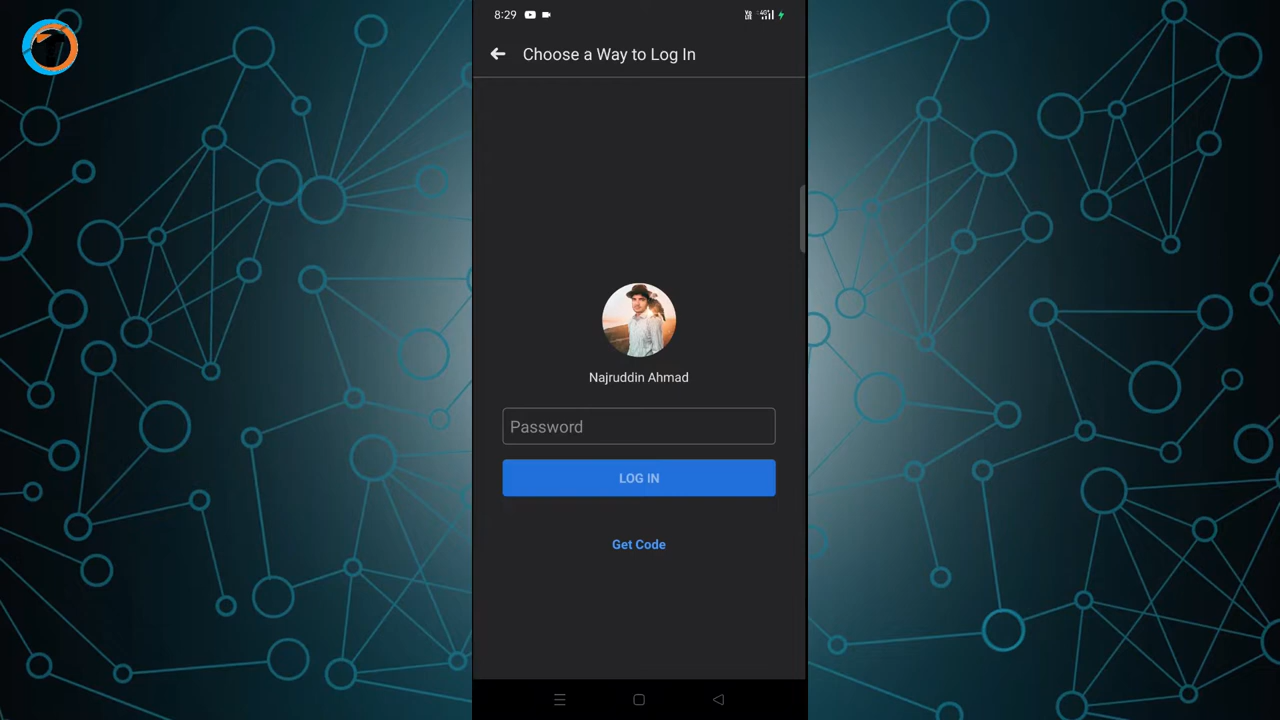 8:29
Choose a Way to Log In
Najruddin Ahmad
Password
LOG IN
Get Code